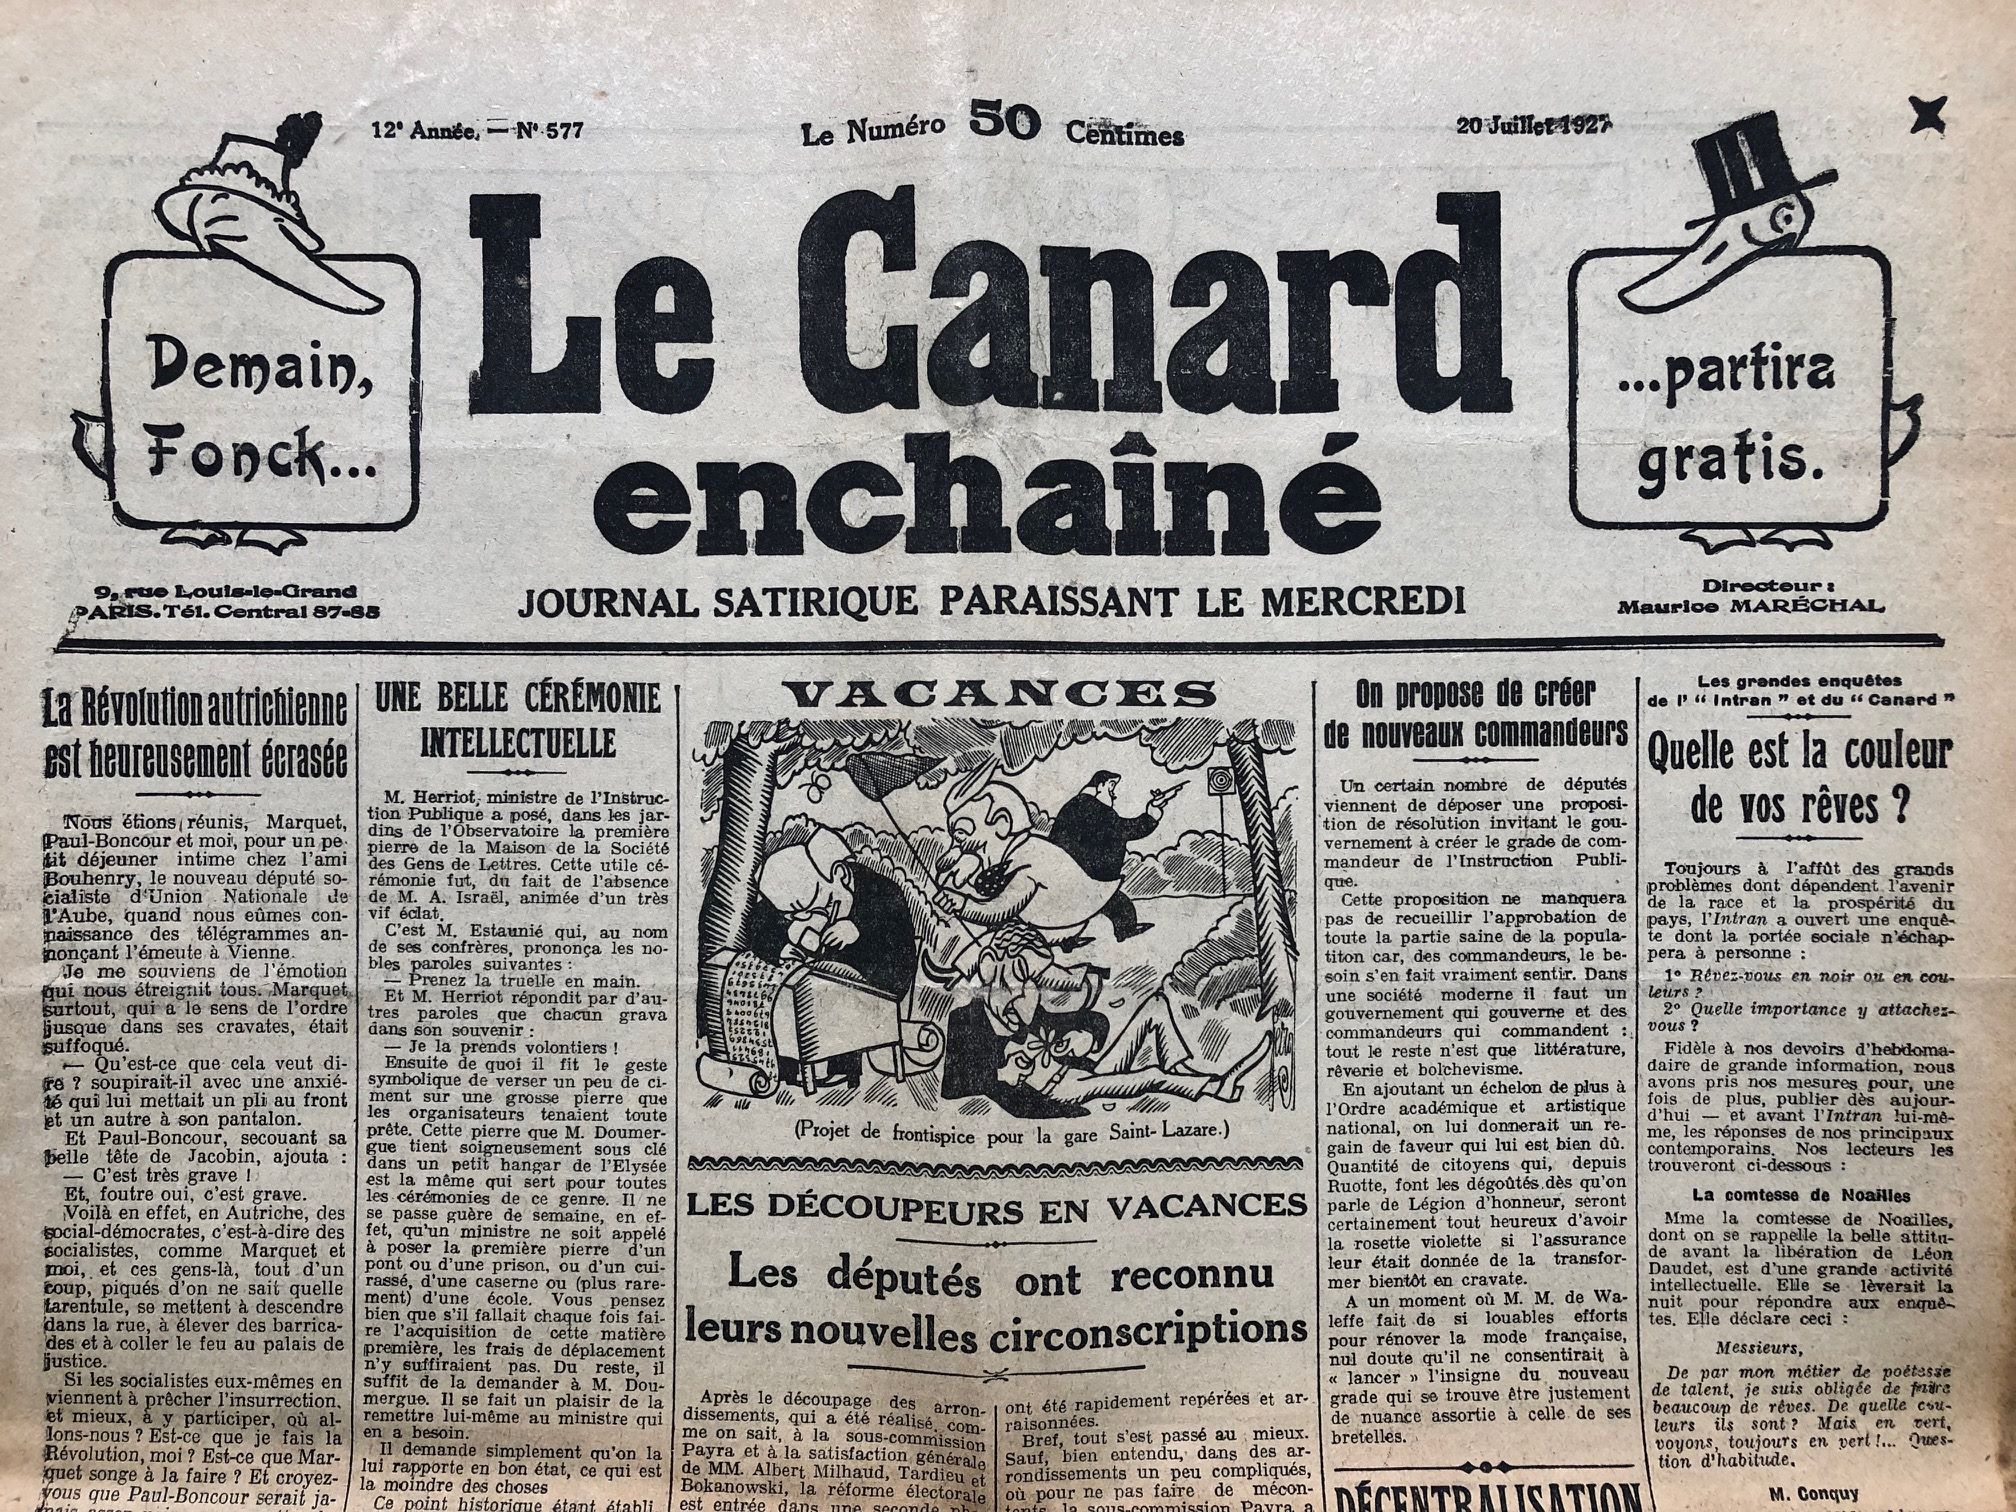 12e Année. — N° 577
Le Numéro 50 Centimes
20 Juillet 1927
Demain,
Fonck...
Le Canard
enchaîné
...partira
gratis.
9, rue Louis-le-Grand
PARIS. Tél. Central 87-88
JOURNAL SATIRIQUE PARAISSANT LE MERCREDI
Directeur :
Maurice MARÉCHAL
La Révolution autrichienne
est heureusement écrasée
Nous étions réunis, Marquet,
Paul-Boncour et moi, pour un pe-
tit déjeuner intime chez l'ami
Bouhenry, le nouveau député so-
cialiste d'Union Nationale de
l'Aube, quand nous eûmes con-
naissance des télégrammes an-
nonçant l'émeute à Vienne.
Je me souviens de l'émotion
qui nous étreignit tous. Marquet
surtout, qui a le sens de l'ordre
jusque dans ses cravates, était
suffoqué.
— Qu'est-ce que cela veut di-
re ? soupirait-il avec une anxié-
té qui lui mettait un pli au front
et un autre à son pantalon.
Et Paul-Boncour, secouant sa
belle tête de Jacobin, ajouta :
— C'est très grave !
Et, foutre oui, c'est grave.
Voilà en effet, en Autriche, des
social-démocrates, c'est-à-dire des
socialistes, comme Marquet et
moi, et ces gens-là, tout d'un
coup, piqués d'on ne sait quelle
tarentule, se mettent à descendre
dans la rue, à élever des barrica-
des et à coller le feu au palais de
justice.
Si les socialistes eux-mêmes en
viennent à prêcher l'insurrection,
et mieux, à y participer, où al-
lons-nous ? Est-ce que je fais la
Révolution, moi ? Est-ce que Mar-
quet songe à la faire ? Et croyez-
vous que Paul-Boncour serait ja-
mais assez
UNE BELLE CÉRÉMONIE
INTELLECTUELLE
M. Herriot, ministre de l'Instruc-
tion Publique a posé, dans les jar-
dins de l'Observatoire la première
pierre de la Maison de la Société
des Gens de Lettres. Cette utile cé-
rémonie fut, du fait de l'absence
de M. A. Israël, animée d'un très
vif éclat.
C'est M. Estaunié qui, au nom
de ses confrères, prononça les no-
bles paroles suivantes :
— Prenez la truelle en main.
Et M. Herriot répondit par d'au-
tres paroles que chacun grava
dans son souvenir :
— Je la prends volontiers !
Ensuite de quoi il fit le geste
symbolique de verser un peu de ci-
ment sur une grosse pierre que
les organisateurs tenaient toute
prête. Cette pierre que M. Doumer-
gue tient soigneusement sous clé
dans un petit hangar de l'Elysée
est la même qui sert pour toutes
les cérémonies de ce genre. Il ne
se passe guère de semaine, en ef-
fet, qu'un ministre ne soit appelé
à poser la première pierre d'un
pont ou d'une prison, ou d'un cui-
rassé, d'une caserne ou (plus rare-
ment) d'une école. Vous pensez
bien que s'il fallait chaque fois fai-
re l'acquisition de cette matière
première, les frais de déplacement
n'y suffiraient pas. Du reste, il
suffit de la demander à M. Dou-
mergue. Il se fait un plaisir de la
remettre lui-même au ministre qui
en a besoin.
Il demande simplement qu'on la
lui rapporte en bon état, ce qui est
la moindre des choses
Ce point historique étant établi
VACANCES
(Projet de frontispice pour la gare Saint-Lazare.)
LES DÉCOUPEURS EN VACANCES
Les députés ont reconnu
leurs nouvelles circonscriptions
Après le découpage des arron-
dissements, qui a été réalisé, com-
me on sait, à la sous-commission
Payra et à la satisfaction générale
de MM. Albert Milhaud, Tardieu et
Bokanowski, la réforme électorale
est entrée dans une seconde
ont été rapidement repérées et ar-
raisonnées.
Bref, tout s'est passé au mieux.
Sauf, bien entendu, dans des ar-
rondissements un peu compliqués,
où pour ne pas faire de mécon-
tents, la sous-commission Payra a
On propose de créer
de nouveaux commandeurs
Un certain nombre de députés
viennent de déposer une proposi-
tion de résolution invitant le gou-
vernement à créer le grade de com-
mandeur de l'Instruction Publi-
que.
Cette proposition ne manquera
pas de recueillir l'approbation de
toute la partie saine de la popula-
titon car, des commandeurs, le be-
soin s'en fait vraiment sentir. Dans
une société moderne il faut un
gouvernement qui gouverne et des
commandeurs qui commandent :
tout le reste n'est que littérature,
rêverie et bolchevisme.
En ajoutant un échelon de plus à
l'Ordre académique et artistique
national, on lui donnerait un re-
gain de faveur qui lui est bien dû.
Quantité de citoyens qui, depuis
Ruotte, font les dégoûtés dès qu'on
parle de Légion d'honneur, seront
certainement tout heureux d'avoir
la rosette violette si l'assurance
leur était donnée de la transfor-
mer bientôt en cravate.
A un moment où M. M. de Wa-
leffe fait de si louables efforts
pour rénover la mode française,
nul doute qu'il ne consentirait à
« lancer » l'insigne du nouveau
grade qui se trouve être justement
de nuance assortie à celle de ses
bretelles.
DÉCENTRALISATION
Les grandes enquêtes
de l' " Intran " et du " Canard "
Quelle est la couleur
de vos rêves ?
Toujours à l'affût des grands
problèmes dont dépendent l'avenir
de la race et la prospérité du
pays, l'Intran a ouvert une enquê-
te dont la portée sociale n'échap-
pera à personne :
1° Rêvez-vous en noir ou en cou-
leurs ?
2° Quelle importance y attachez-
vous ?
Fidèle à nos devoirs d'hebdoma-
daire de grande information, nous
avons pris nos mesures pour, une
fois de plus, publier dès aujour-
d'hui — et avant l'Intran lui-mê-
me, les réponses de nos principaux
contemporains. Nos lecteurs les
trouveront ci-dessous :
La comtesse de Noailles
Mme la comtesse de Noailles,
dont on se rappelle la belle attitu-
de avant la libération de Léon
Daudet, est d'une grande activité
intellectuelle. Elle se lèverait la
nuit pour répondre aux enquê-
tes. Elle déclare ceci :
Messieurs,
De par mon métier de poétesse
de talent, je suis obligée de faire
beaucoup de rêves. De quelle cou-
leurs ils sont ? Mais en vert,
voyons, toujours en vert !... Ques-
tion d'habitude.
M. Conquy